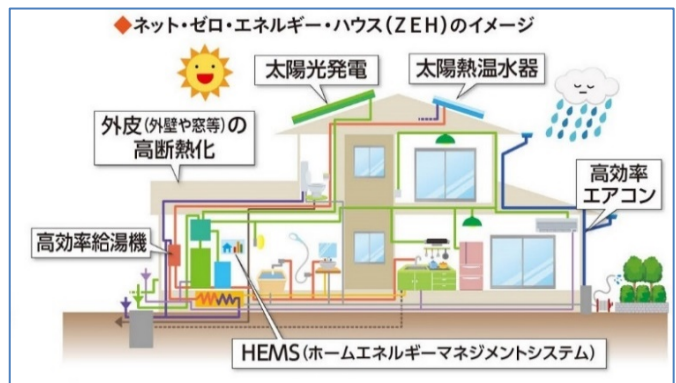 ◆ネット・ゼロ・エネルギー・ハウス(ZEH)のイメージ
太陽光発電
太陽熱温水器
外皮(外壁や窓等)の
高断熱化
高効率
エアコン
高効率給湯機
HEMS(ホームエネルギーマネジメントシステム)